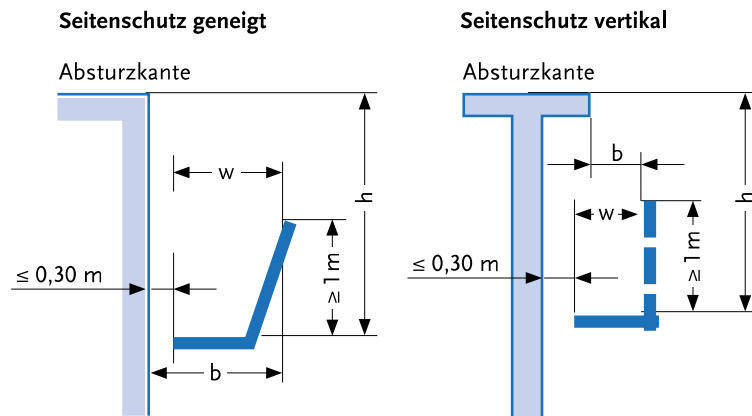 Seitenschutz geneigt
Absturzkante
w
h
≤ 0,30 m
≥ 1 m
b
Seitenschutz vertikal
Absturzkante
b
h
w
≤ 0,30 m
≥ 1 m